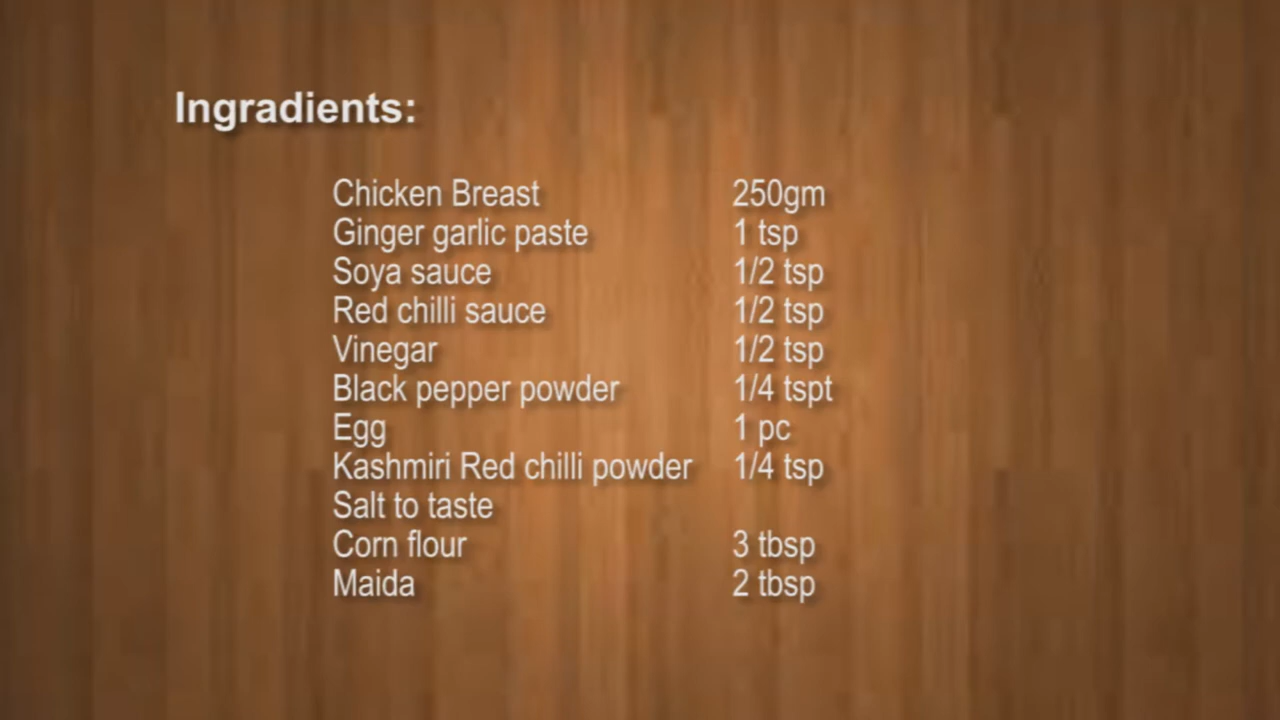 Ingradients:
Chicken Breast 250gm
Ginger garlic paste 1 tsp
Soya sauce 1/2 tsp
Red chilli sauce 1/2 tsp
Vinegar 1/2 tsp
Black pepper powder 1/4 tspt
Egg 1 pc
Kashmiri Red chilli powder 1/4 tsp
Salt to taste
Corn flour 3 tbsp
Maida 2 tbsp